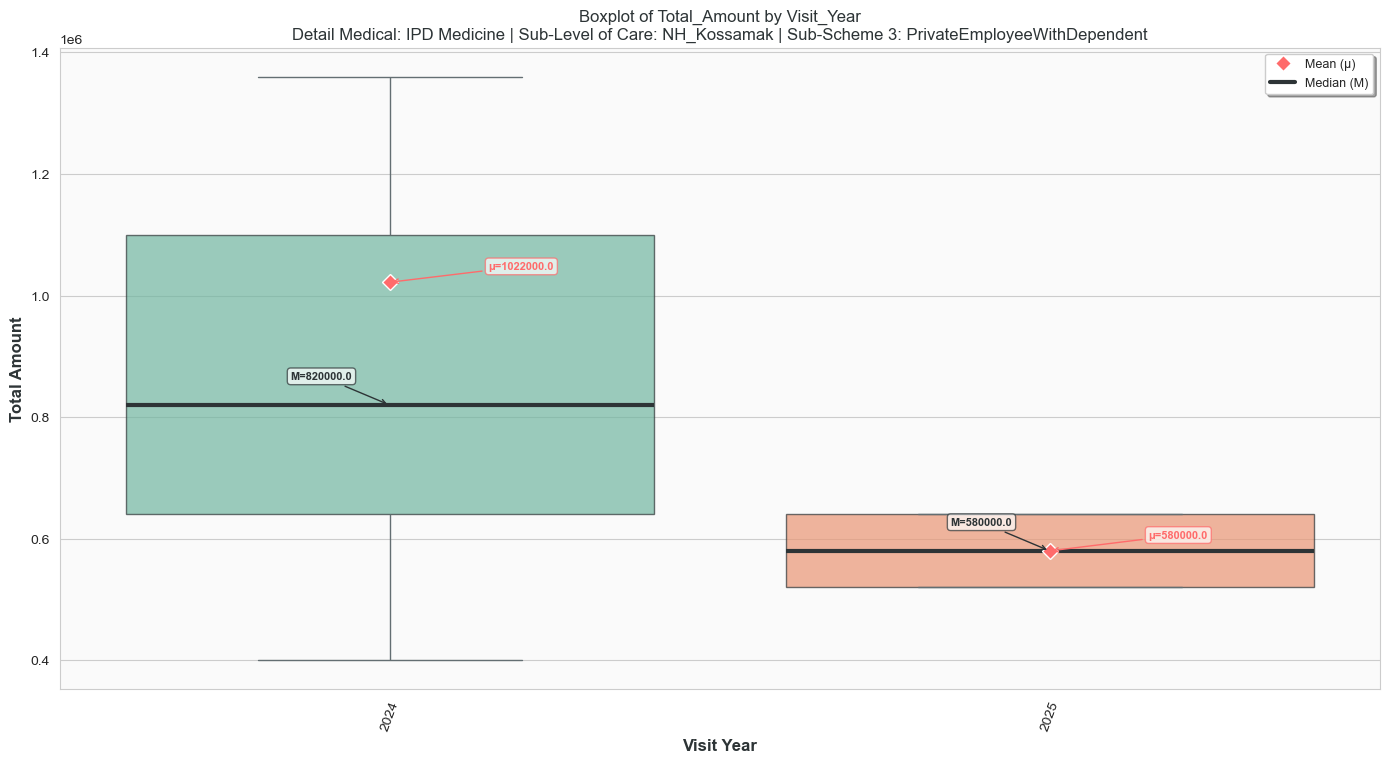 Boxplot of Total_Amount by Visit_Year
Detail Medical: IPD Medicine | Sub-Level of Care: NH_Kossamak | Sub-Scheme 3: PrivateEmployeeWithDependent
1e6
1.4
1.2
1.0
0.8
0.6
0.4
Total Amount
Mean (μ)
Median (M)
μ=1022000.0
M=820000.0
M=580000.0
μ=580000.0
2024
2025
Visit Year